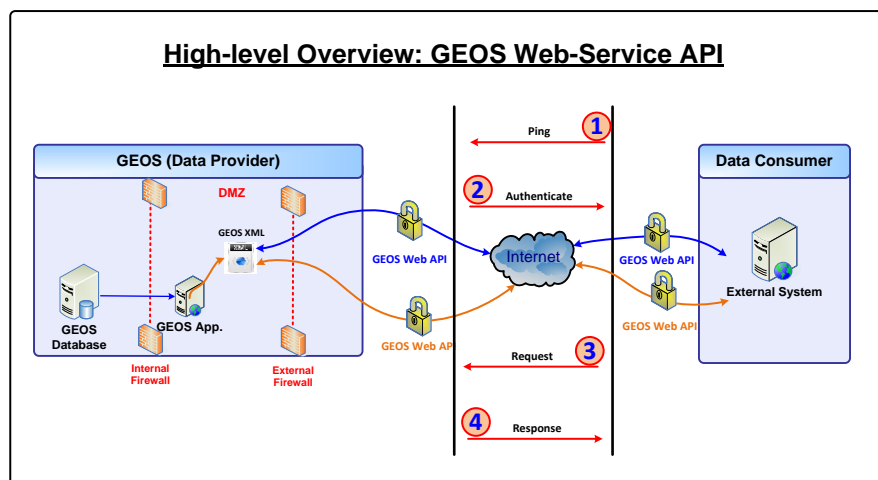 High-level Overview: GEOS Web-Service API
1
Ping
GEOS (Data Provider)
Data Consumer
DMZ
2
Authenticate
GEOS XML
XML
GEOS Web API
Internet
GEOS Web API
External System
GEOS Database
GEOS App.
GEOS Web API
GEOS Web API
3
Request
Internal
Firewall
External
Firewall
4
Response